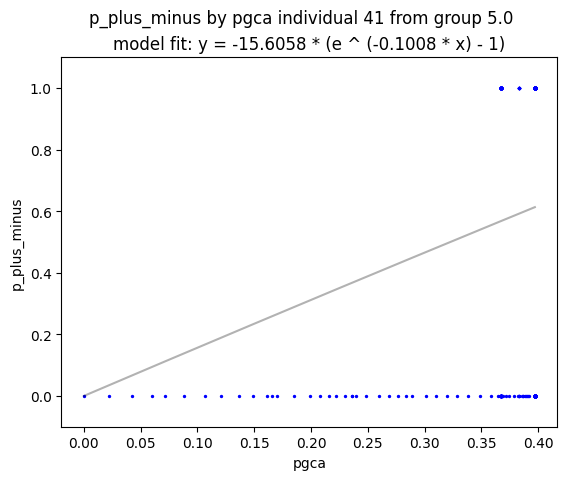 p_plus_minus by pgca individual 41 from group 5.0
model fit: y = -15.6058 * (e ^ (-0.1008 * x) - 1)
1.0
0.8
0.6
0.4
0.2
0.0
p_plus_minus
0.00 0.05 0.10 0.15 0.20 0.25 0.30 0.35 0.40
pgca